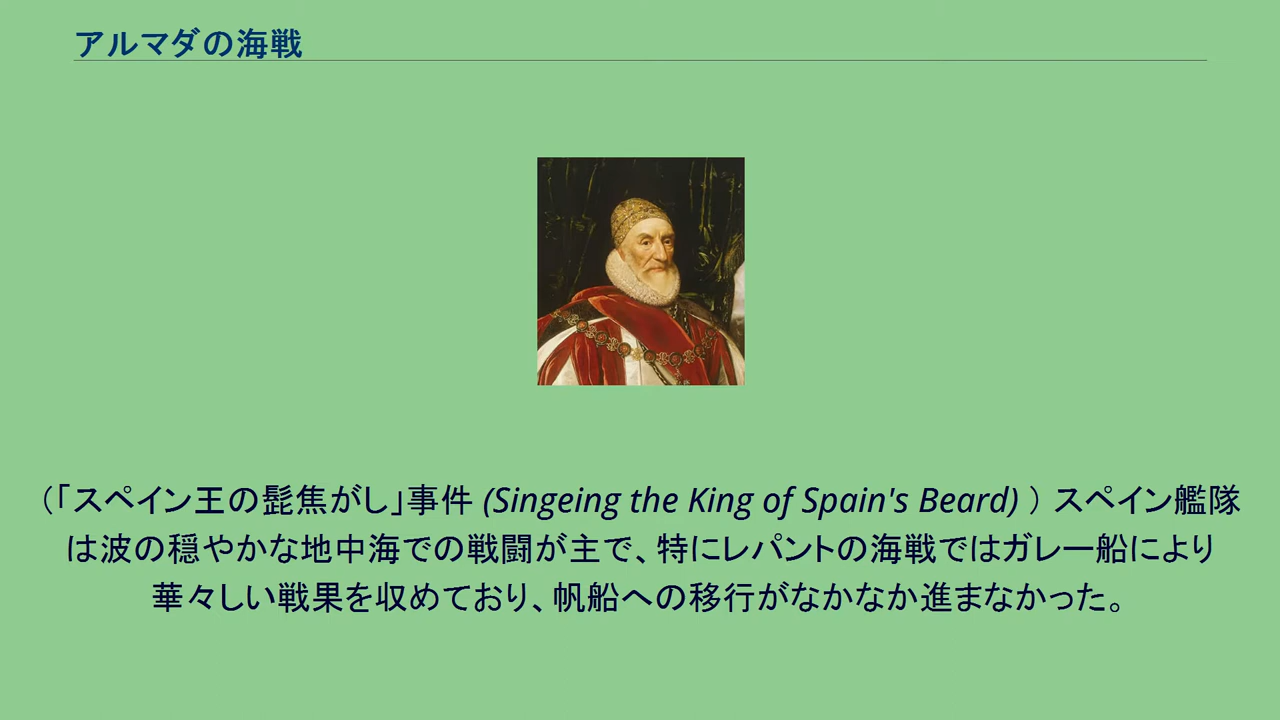 アルマダの海戦
（「スペイン王の髭焦がし」事件 (Singeing the King of Spain's Beard) ）スペイン艦隊
は波の穏やかな地中海での戦闘が主で、特にレパントの海戦ではガレー船により
華々しい戦果を収めており、帆船への移行がなかなか進まなかった。